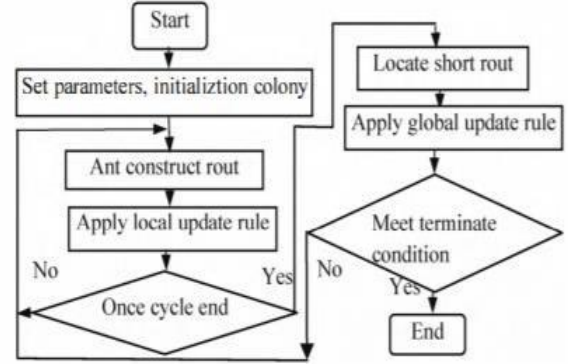 Start
Set parameters, initializtion colony
Ant construct rout
Apply local update rule
No
Yes
Once cycle end
Locate short rout
Apply global update rule
Meet terminate
condition
No
Yes
End